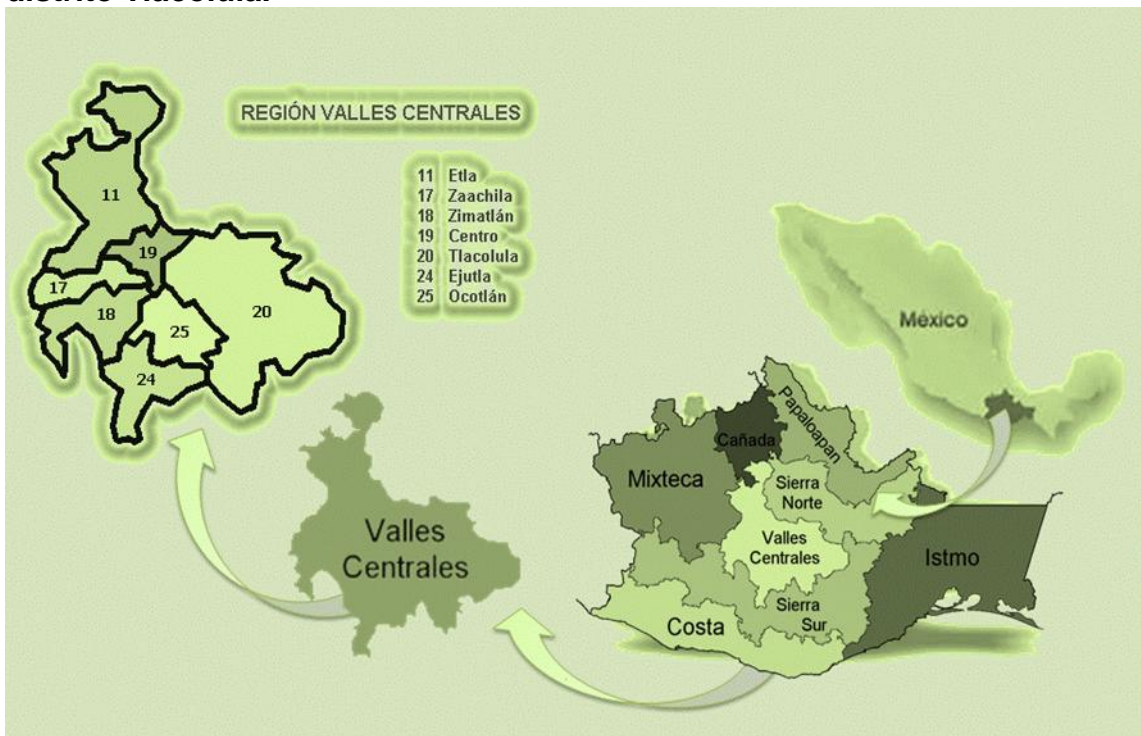 distrito Tlacolula.
REGIÓN VALLES CENTRALES
11 Etla
17 Zaachila
18 Zimatlán
19 Centro
20 Tlacolula
24 Ejutla
25 Ocotlán
11
19
17
18
25
20
24
México
Papaloapan
Cañada
Mixteca
Sierra
Norte
Valles
Centrales
Istmo
Sierra
Sur
Costa
Valles
Centrales